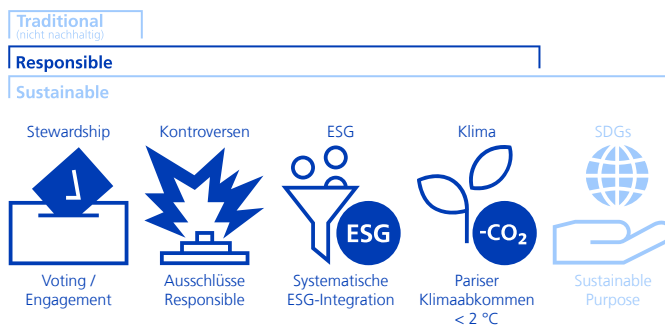 Traditional
(nicht nachhaltig)
Responsible
Sustainable
Stewardship
Kontroversen
ESG
Klima
SDGs
ESG
-CO₂
Voting /
Engagement
Ausschlüsse
Responsible
Systematische
ESG-Integration
Pariser
Klimaabkommen
< 2 °C
Sustainable
Purpose